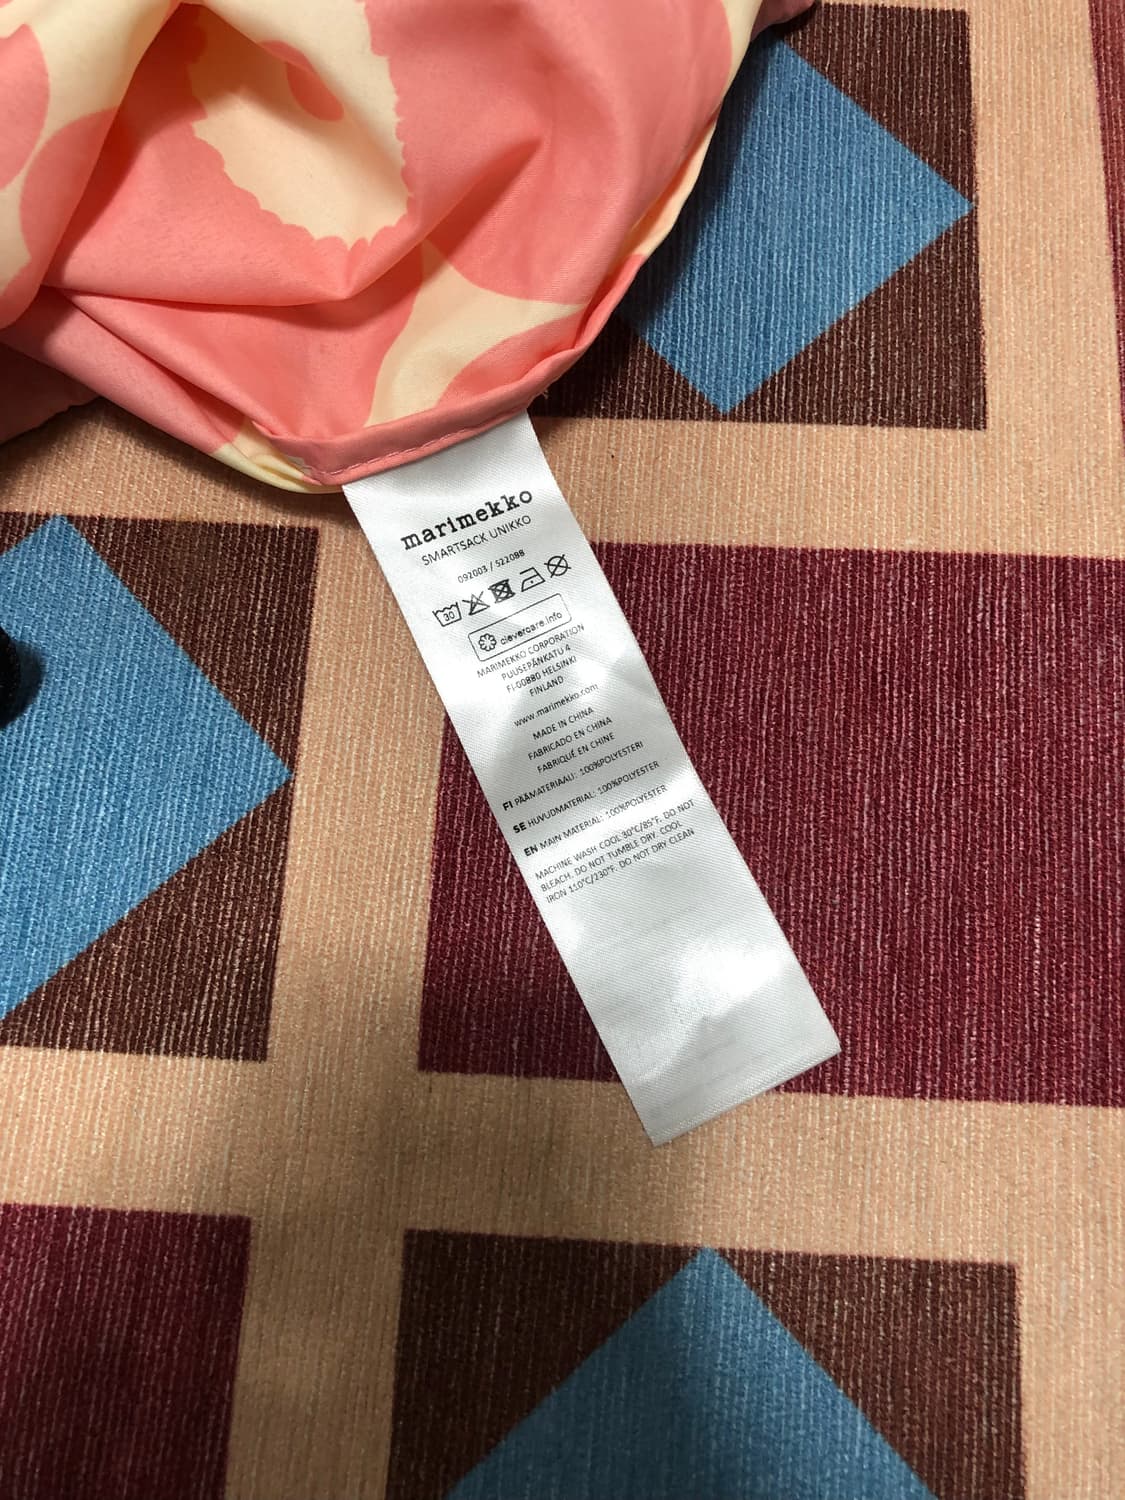 marimekko
SMARTSACK UNIKKO
092003 / 522088
30
clevercare.info
MARIMEKKO CORPORATION
PUUSEPÄNKATU 4
FI-00880 HELSINKI
FINLAND
www.marimekko.com
MADE IN CHINA
FABRICADO EN CHINA
FABRIQUÉ EN CHINE
FI PÄÄMATERIAALI: 100%POLYESTERI
SE HUVUDMATERIAL: 100%POLYESTER
EN MAIN MATERIAL: 100%POLYESTER
MACHINE WASH COOL 30°C/85°F. DO NOT
BLEACH. DO NOT TUMBLE DRY. COOL
IRON 110°C/230°F. DO NOT DRY CLEAN